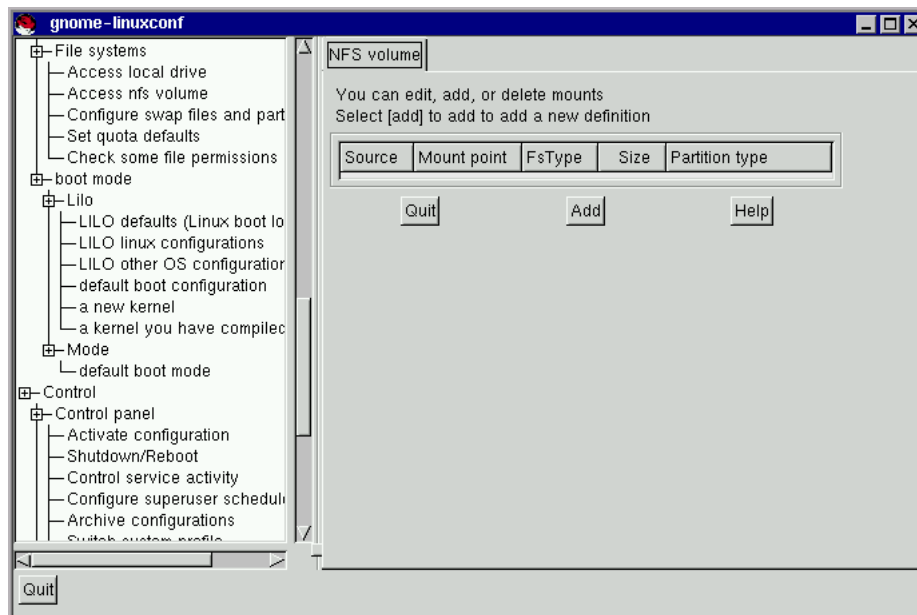 gnome-linuxconf
File systems
Access local drive
Access nfs volume
Configure swap files and part
Set quota defaults
Check some file permissions
boot mode
Lilo
LILO defaults (Linux boot lo
LILO linux configurations
LILO other OS configuration
default boot configuration
a new kernel
a kernel you have compiled
Mode
default boot mode
Control
Control panel
Activate configuration
Shutdown/Reboot
Control service activity
Configure superuser schedule
Archive configurations
Switch system profile
Quit
NFS volume
You can edit, add, or delete mounts
Select [add] to add to add a new definition
Source Mount point FsType Size Partition type
Quit Add Help